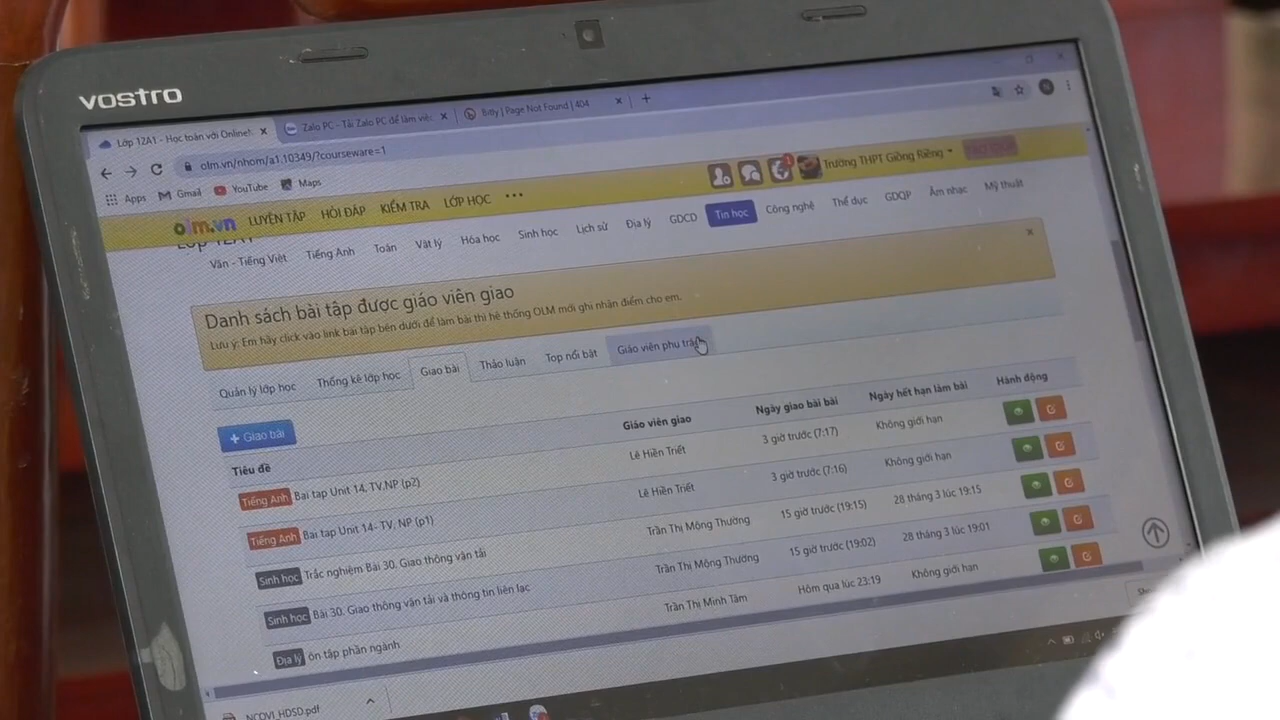 vostro
Lớp 12A1 - Học toán với OnlineM Zalo PC - Tải Zalo PC để làm việc Bitly | Page Not Found | 404
olm.vn/nhom/a1.10349/?courseware=1
Apps Gmail YouTube Maps
olm.vn LUYỆN TẬP HỎI ĐÁP KIỂM TRA LỚP HỌC ••• 1 Trường THPT Giồng Riềng
Lớp 12A1
Văn - Tiếng Việt Tiếng Anh Toán Vật lý Hóa học Sinh học Lịch sử Địa lý GDCD Tin học Công nghệ Thể dục GDQP Âm nhạc Mỹ thuật
Danh sách bài tập được giáo viên giao
Lưu ý: Em hãy click vào link bài tập bên dưới để làm bài thì hệ thống OLM mới ghi nhận điểm cho em.
Quản lý lớp học Thống kê lớp học Giao bài Thảo luận Top nổi bật Giáo viên phụ
+ Giao bài
Tiêu đề Giáo viên giao Ngày giao bài bài Ngày hết hạn làm bài Hành động
Tiếng Anh Bai tap Unit 14, TV,NP (p2) Lê Hiền Triết 3 giờ trước (7:17) Không giới hạn
Tiếng Anh Bai tap Unit 14- TV, NP (p1) Lê Hiền Triết 3 giờ trước (7:16) Không giới hạn
Sinh học Trắc nghiệm Bài 30. Giao thông vận tải Trần Thị Mông Thường 15 giờ trước (19:15) 28 tháng 3 lúc 19:15
Sinh học Bài 30. Giao thông vận tải và thông tin liên lạc Trần Thị Mông Thường 15 giờ trước (19:02) 28 tháng 3 lúc 19:01
Địa lý ôn tập phần ngành Trần Thị Minh Tâm Hôm qua lúc 23:19 Không giới hạn
NCOVI_HDSD.pdf